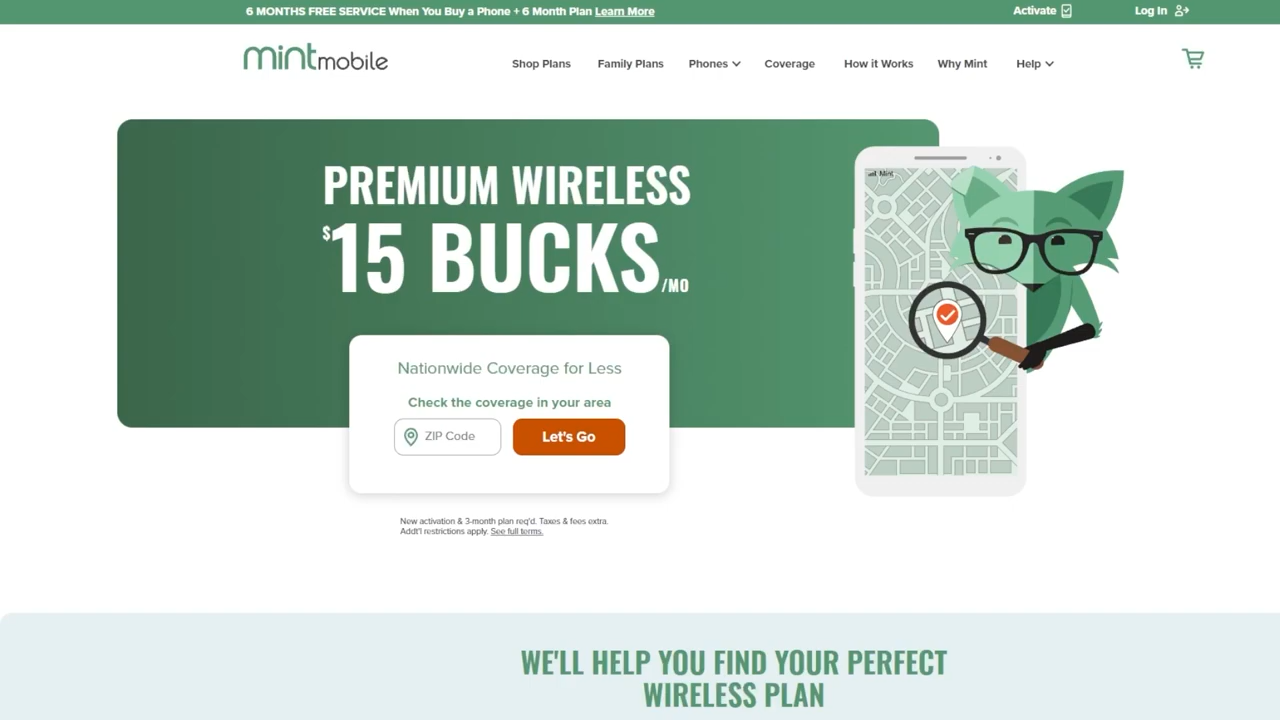 6 MONTHS FREE SERVICE When You Buy a Phone + 6 Month Plan Learn More
Activate
Log In
mintmobile
Shop Plans
Family Plans
Phones
Coverage
How it Works
Why Mint
Help
PREMIUM WIRELESS
$15 BUCKS/MO
Mint
Nationwide Coverage for Less
Check the coverage in your area
ZIP Code
Let's Go
New activation & 3-month plan req'd. Taxes & fees extra.
Addt'l restrictions apply. See full terms.
WE'LL HELP YOU FIND YOUR PERFECT
WIRELESS PLAN